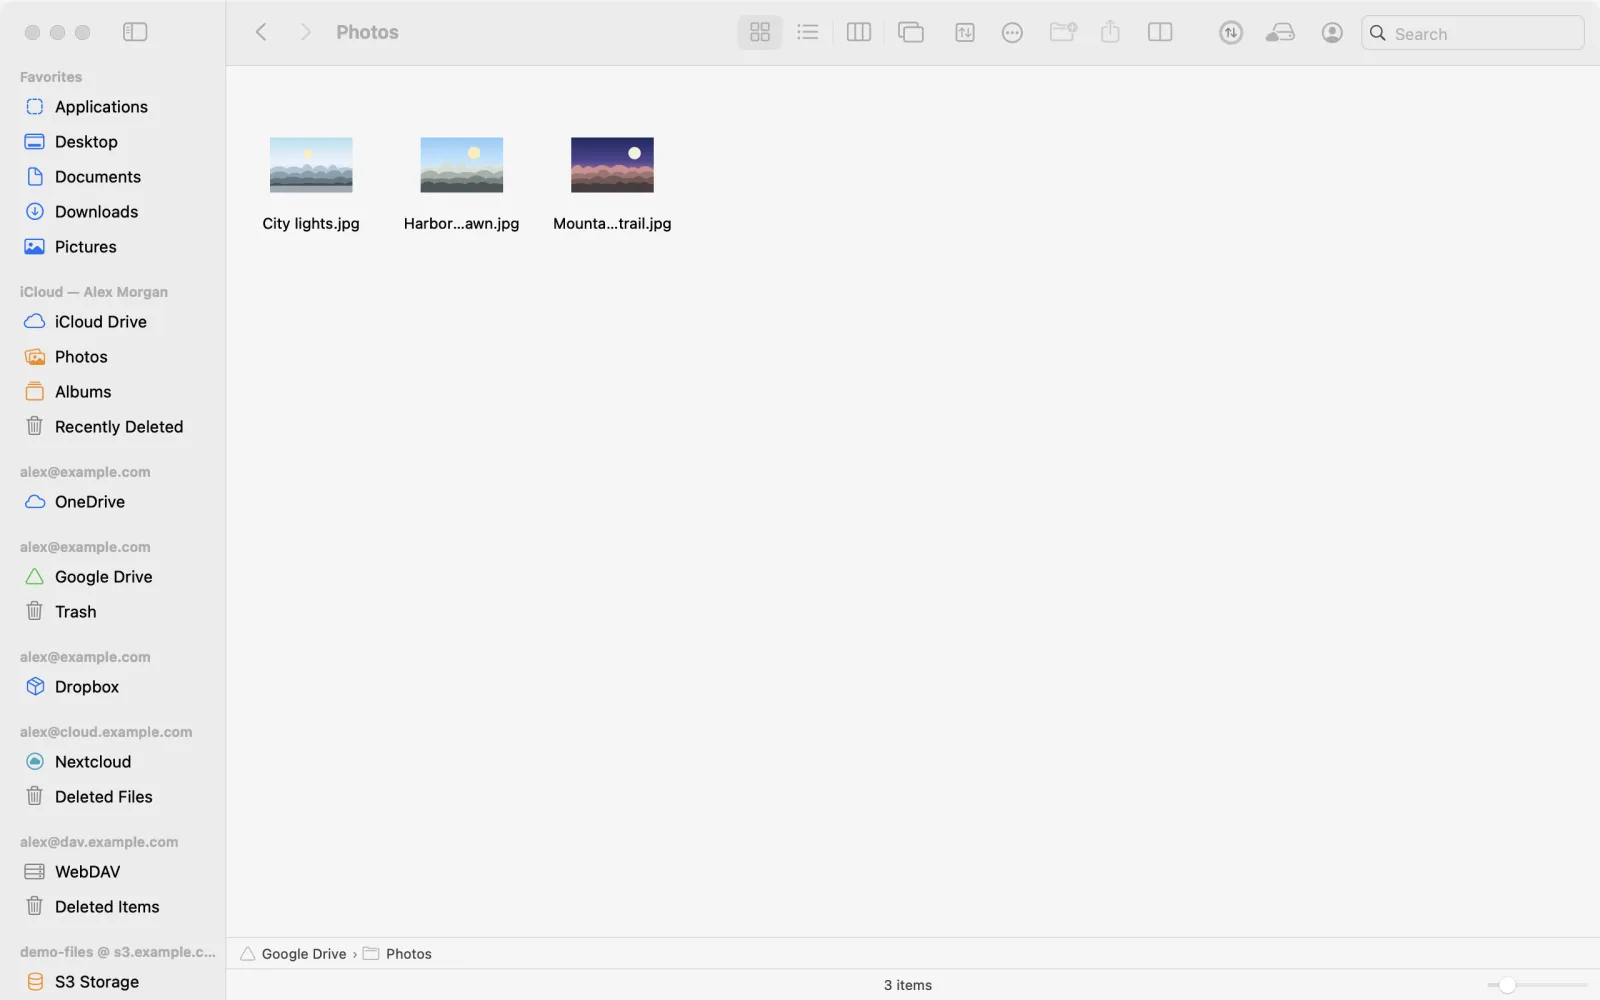 Photos
Search
Favorites
Applications
Desktop
Documents
Downloads
Pictures
iCloud — Alex Morgan
iCloud Drive
Photos
Albums
Recently Deleted
alex@example.com
OneDrive
alex@example.com
Google Drive
Trash
alex@example.com
Dropbox
alex@cloud.example.com
Nextcloud
Deleted Files
alex@dav.example.com
WebDAV
Deleted Items
demo-files @ s3.example.c...
S3 Storage
City lights.jpg
Harbor...awn.jpg
Mounta...trail.jpg
Google Drive › Photos
3 items